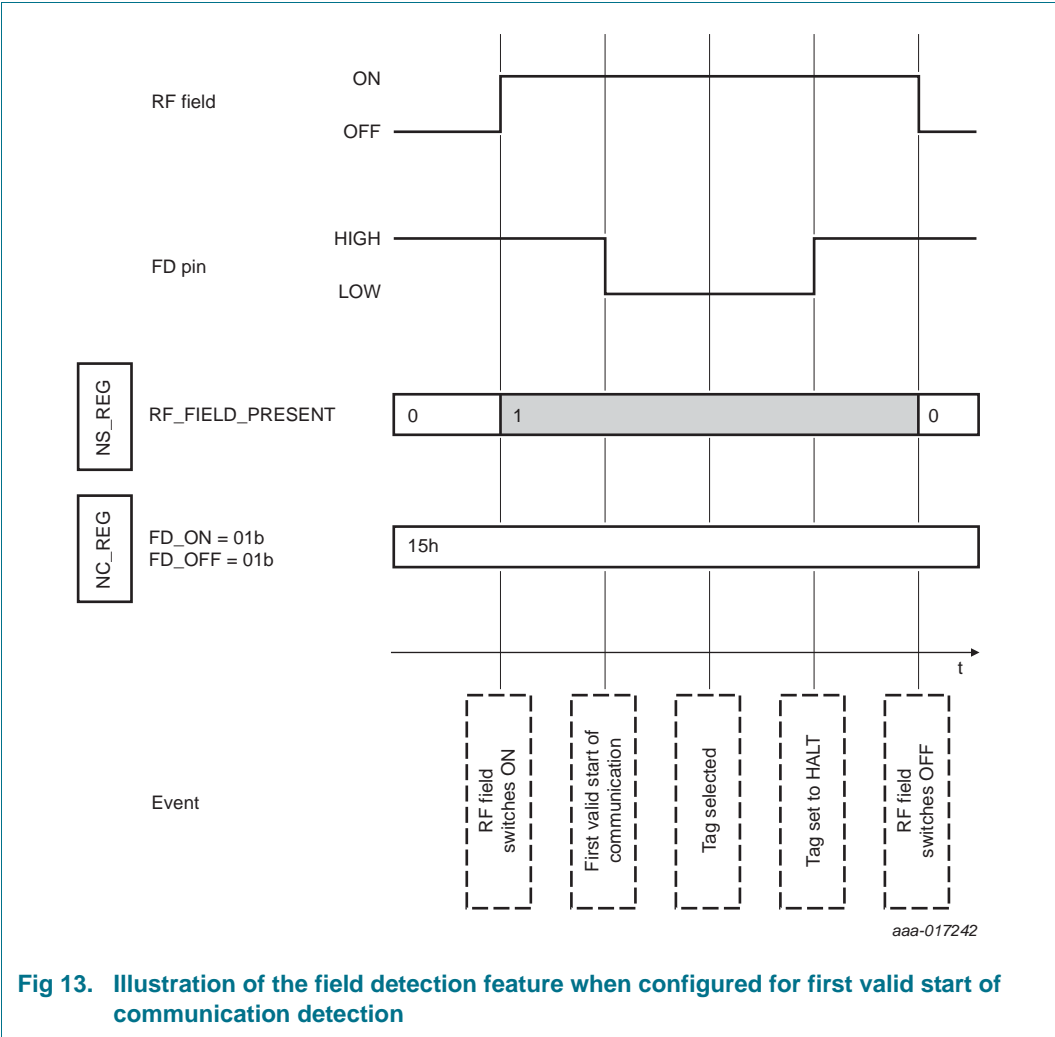 RF field
ON
OFF
FD pin
HIGH
LOW
NS_REG
RF_FIELD_PRESENT
0
1
0
NC_REG
FD_ON = 01b
FD_OFF = 01b
15h
t
Event
RF field
switches ON
First valid start of
communication
Tag selected
Tag set to HALT
RF field
switches OFF
aaa-017242
Fig 13. Illustration of the field detection feature when configured for first valid start of
communication detection